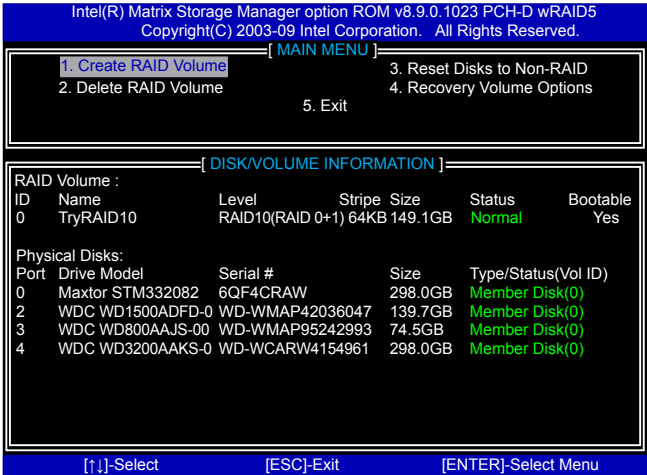 Intel(R) Matrix Storage Manager option ROM v8.9.0.1023 PCH-D wRAID5
Copyright(C) 2003-09 Intel Corporation. All Rights Reserved.
[ MAIN MENU ]
1. Create RAID Volume 3. Reset Disks to Non-RAID
2. Delete RAID Volume 4. Recovery Volume Options
5. Exit
[ DISK/VOLUME INFORMATION ]
RAID Volume :
ID Name Level Stripe Size Status Bootable
0 TryRAID10 RAID10(RAID 0+1) 64KB 149.1GB Normal Yes
Physical Disks:
Port Drive Model Serial # Size Type/Status(Vol ID)
0 Maxtor STM332082 6QF4CRAW 298.0GB Member Disk(0)
2 WDC WD1500ADFD-0 WD-WMAP42036047 139.7GB Member Disk(0)
3 WDC WD800AAJS-00 WD-WMAP95242993 74.5GB Member Disk(0)
4 WDC WD3200AAKS-0 WD-WCARW4154961 298.0GB Member Disk(0)
[↑↓]-Select [ESC]-Exit [ENTER]-Select Menu